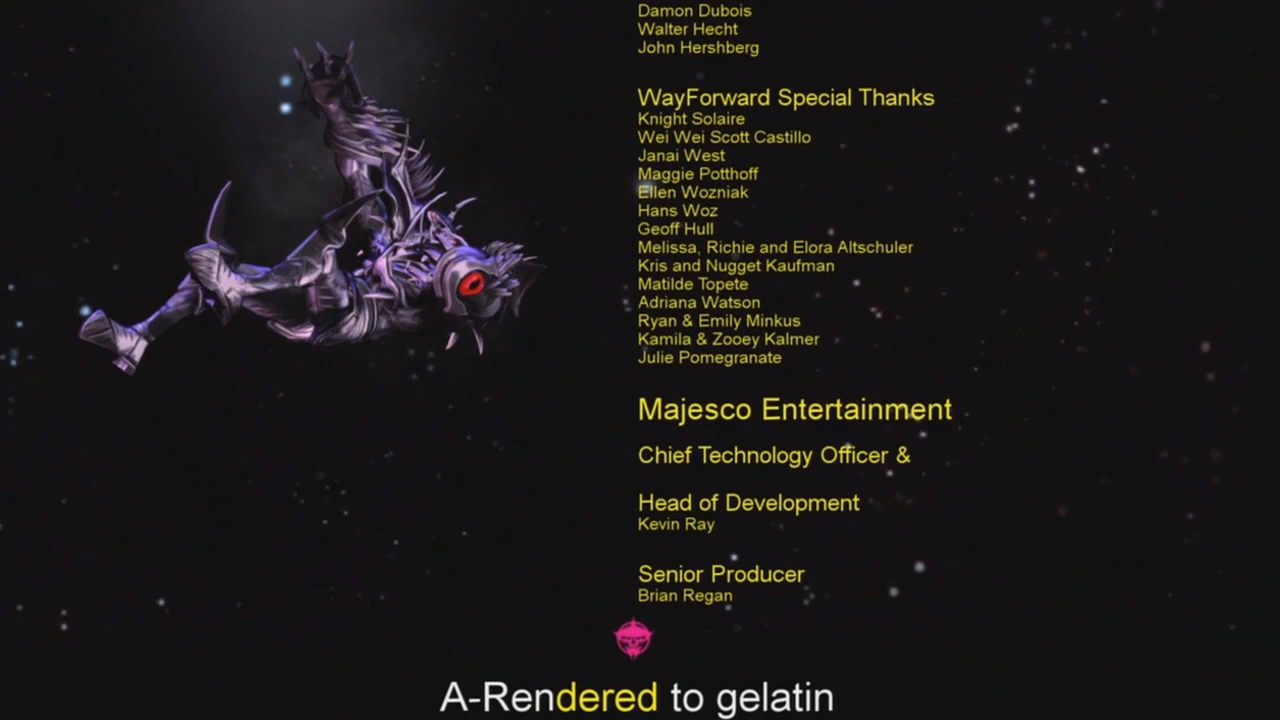 Damon Dubois
Walter Hecht
John Hershberg
WayForward Special Thanks
Knight Solaire
Wei Wei Scott Castillo
Janai West
Maggie Potthoff
Ellen Wozniak
Hans Woz
Geoff Hull
Melissa, Richie and Elora Altschuler
Kris and Nugget Kaufman
Matilde Topete
Adriana Watson
Ryan & Emily Minkus
Kamila & Zooey Kalmer
Julie Pomegranate
Majesco Entertainment
Chief Technology Officer &
Head of Development
Kevin Ray
Senior Producer
Brian Regan
A-Rendered to gelatin